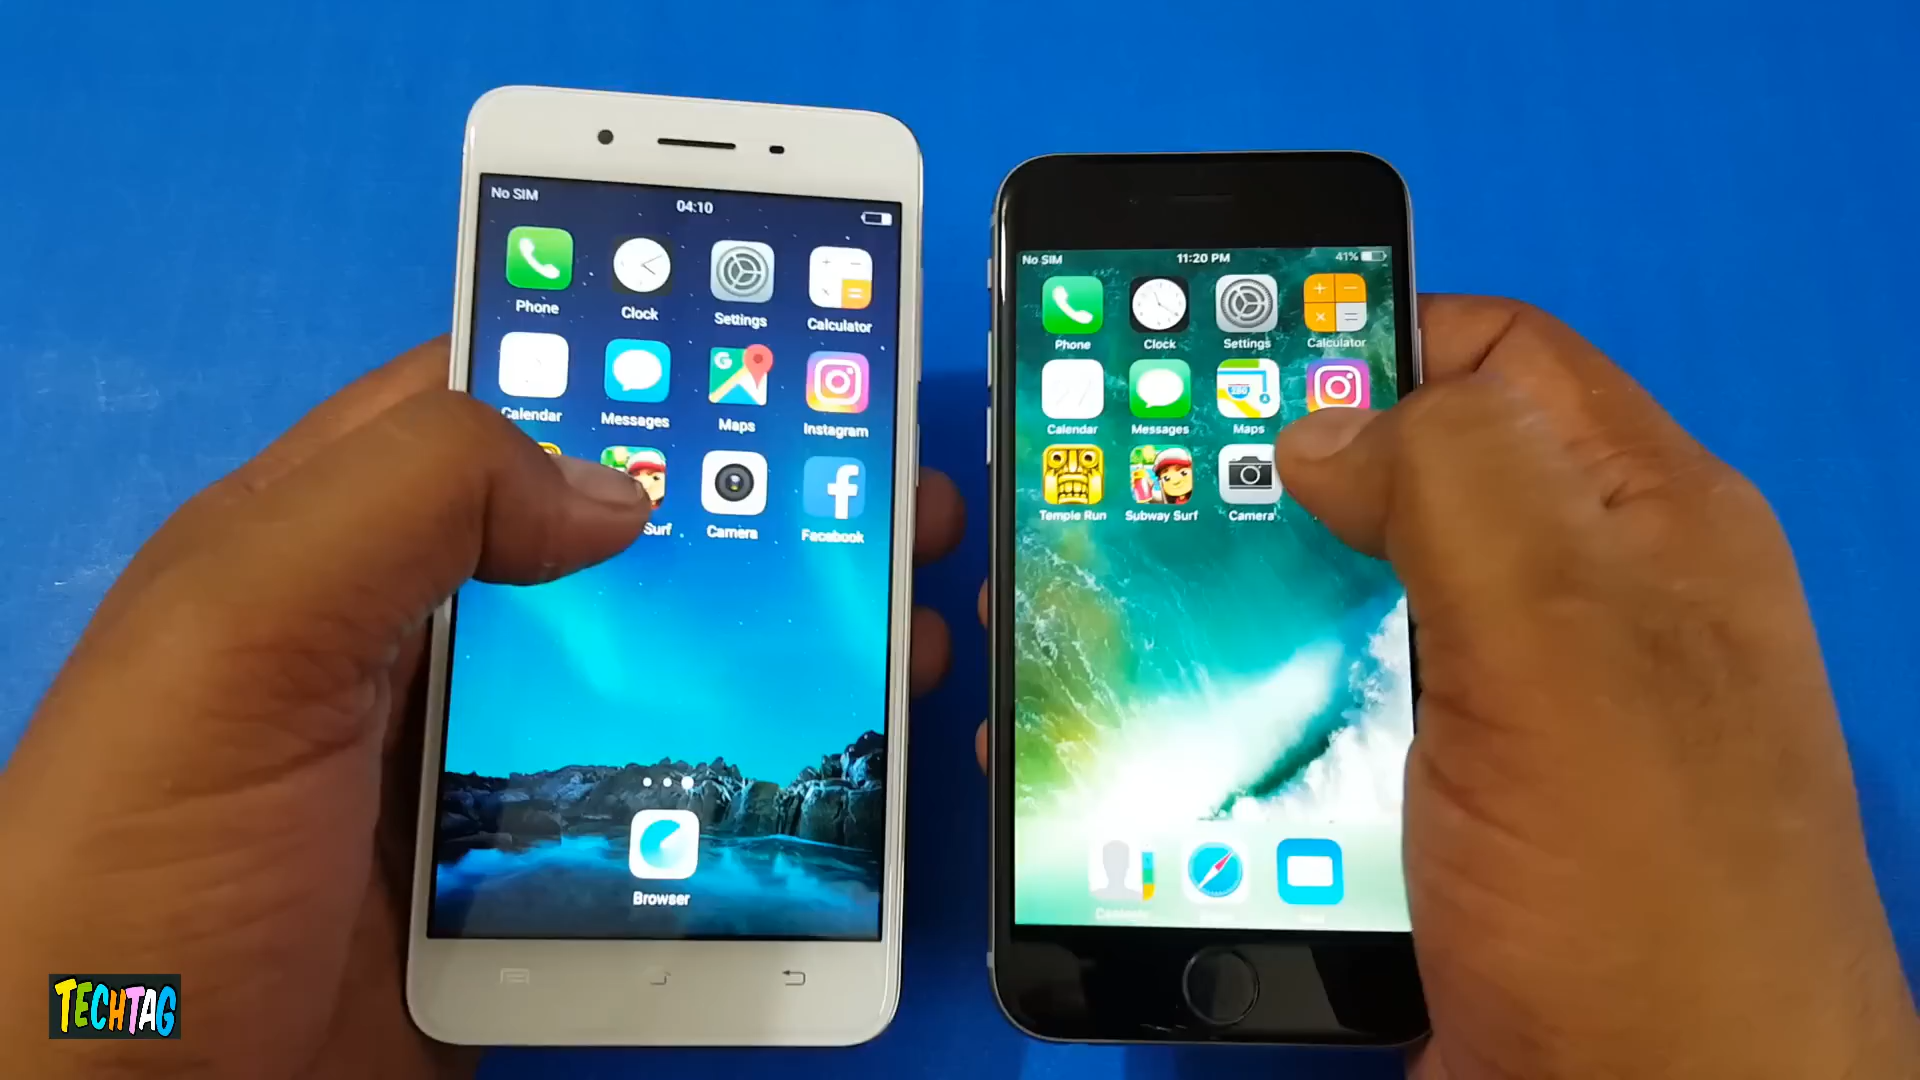 No SIM
04:10
Phone
Clock
Settings
Calculator
Calendar
Messages
Maps
Instagram
Surf
Camera
Facebook
Browser
No SIM
11:20 PM
41%
Phone
Clock
Settings
Calculator
Calendar
Messages
Maps
Temple Run
Subway Surf
Camera
TECHTAG